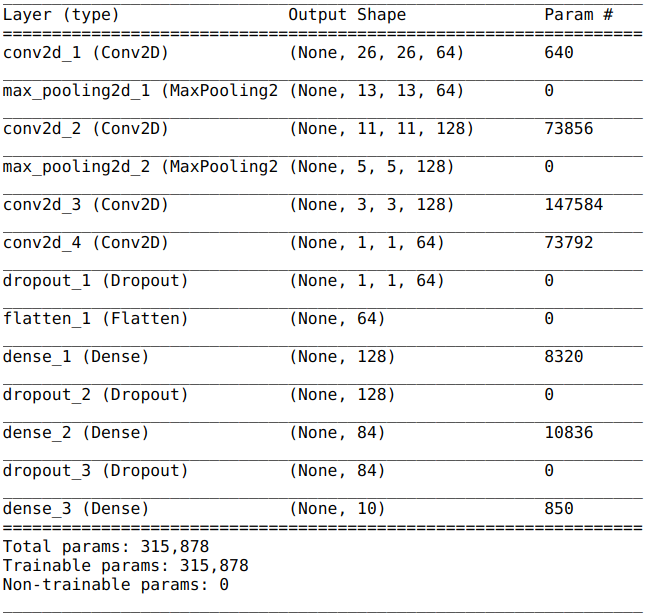 Layer (type) Output Shape Param #
=================================================================
conv2d_1 (Conv2D) (None, 26, 26, 64) 640
max_pooling2d_1 (MaxPooling2 (None, 13, 13, 64) 0
conv2d_2 (Conv2D) (None, 11, 11, 128) 73856
max_pooling2d_2 (MaxPooling2 (None, 5, 5, 128) 0
conv2d_3 (Conv2D) (None, 3, 3, 128) 147584
conv2d_4 (Conv2D) (None, 1, 1, 64) 73792
dropout_1 (Dropout) (None, 1, 1, 64) 0
flatten_1 (Flatten) (None, 64) 0
dense_1 (Dense) (None, 128) 8320
dropout_2 (Dropout) (None, 128) 0
dense_2 (Dense) (None, 84) 10836
dropout_3 (Dropout) (None, 84) 0
dense_3 (Dense) (None, 10) 850
=================================================================
Total params: 315,878
Trainable params: 315,878
Non-trainable params: 0